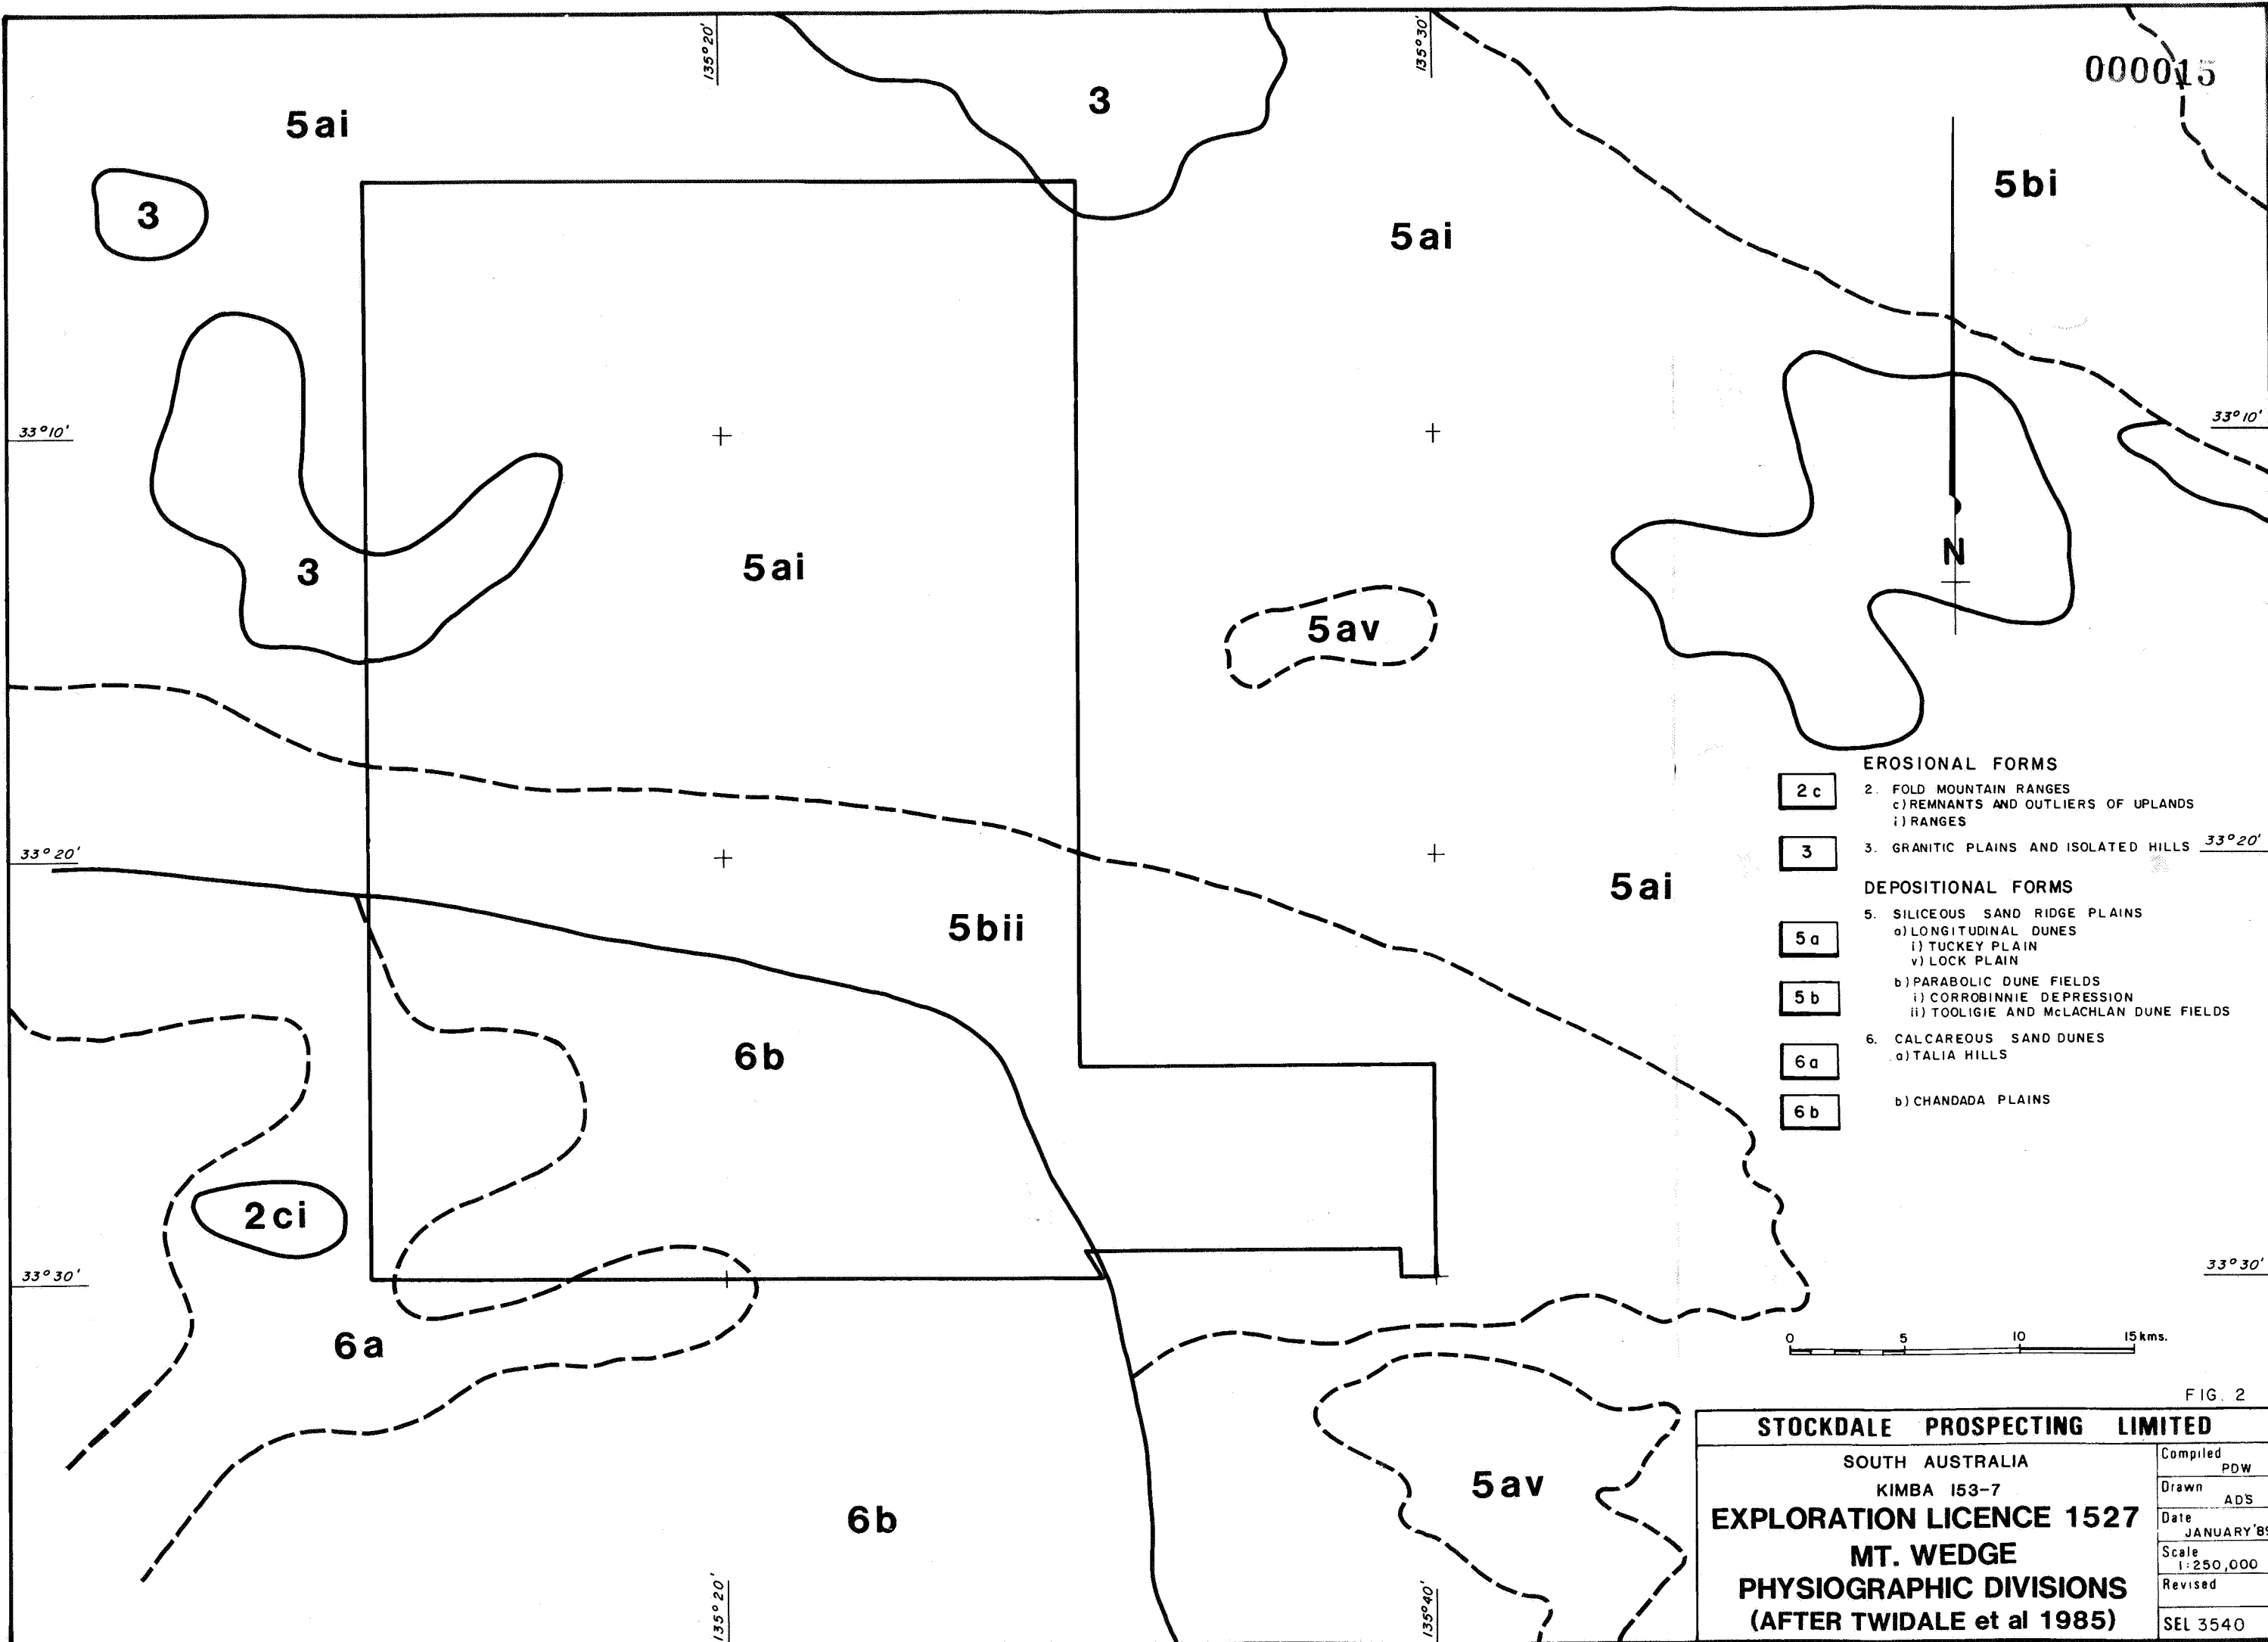 135°20'
135°30'
000015
3
5ai
5bi
3
5ai
33°10'
33°10'
N
3
5ai
5av
EROSIONAL FORMS
2c
2. FOLD MOUNTAIN RANGES
c) REMNANTS AND OUTLIERS OF UPLANDS
i) RANGES
3
3. GRANITIC PLAINS AND ISOLATED HILLS
33°20'
33°20'
5ai
DEPOSITIONAL FORMS
5. SILICEOUS SAND RIDGE PLAINS
5a
a) LONGITUDINAL DUNES
i) TUCKEY PLAIN
v) LOCK PLAIN
5bii
5b
b) PARABOLIC DUNE FIELDS
i) CORROBINNIE DEPRESSION
ii) TOOLIGIE AND McLACHLAN DUNE FIELDS
6. CALCAREOUS SAND DUNES
6a
a) TALIA HILLS
6b
6b
b) CHANDADA PLAINS
2ci
33°30'
33°30'
6a
0 5 10 15kms.
FIG. 2
5av
6b
135°20'
135°40'
STOCKDALE PROSPECTING LIMITED
SOUTH AUSTRALIA
KIMBA I53-7
EXPLORATION LICENCE 1527
MT. WEDGE
PHYSIOGRAPHIC DIVISIONS
(AFTER TWIDALE et al 1985)
Compiled
PDW
Drawn
ADS
Date
JANUARY'89
Scale
1:250,000
Revised
SEL 3540